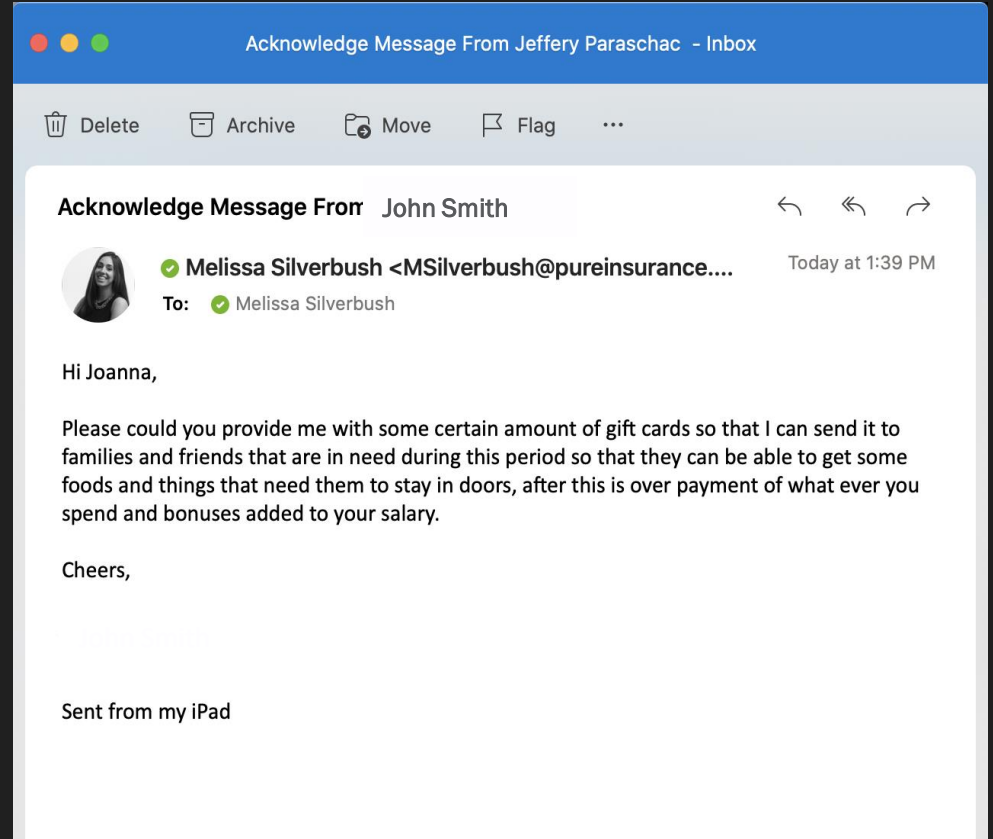 Acknowledge Message From Jeffery Paraschac - Inbox
Delete Archive Move Flag ...
Acknowledge Message From John Smith
Melissa Silverbush <MSilverbush@pureinsurance....
Today at 1:39 PM
To: Melissa Silverbush
Hi Joanna,
Please could you provide me with some certain amount of gift cards so that I can send it to
families and friends that are in need during this period so that they can be able to get some
foods and things that need them to stay in doors, after this is over payment of what ever you
spend and bonuses added to your salary.
Cheers,
Sent from my iPad